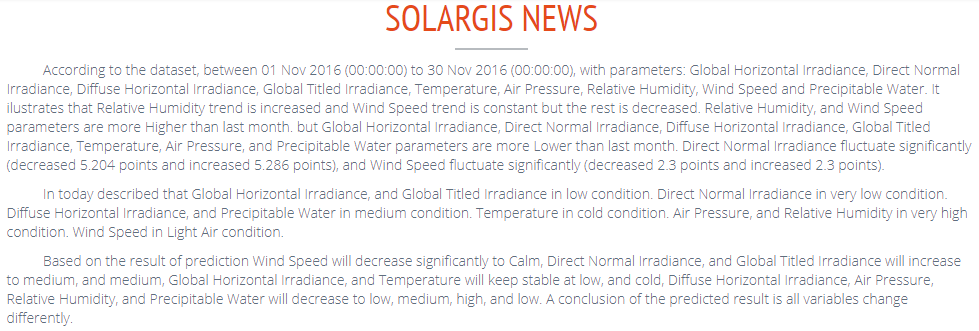 SOLARGIS NEWS
According to the dataset, between 01 Nov 2016 (00:00:00) to 30 Nov 2016 (00:00:00), with parameters: Global Horizontal Irradiance, Direct Normal
Irradiance, Diffuse Horizontal Irradiance, Global Titled Irradiance, Temperature, Air Pressure, Relative Humidity, Wind Speed and Precipitable Water. It
ilustrates that Relative Humidity trend is increased and Wind Speed trend is constant but the rest is decreased. Relative Humidity, and Wind Speed
parameters are more Higher than last month. but Global Horizontal Irradiance, Direct Normal Irradiance, Diffuse Horizontal Irradiance, Global Titled
Irradiance, Temperature, Air Pressure, and Precipitable Water parameters are more Lower than last month. Direct Normal Irradiance fluctuate significantly
(decreased 5.204 points and increased 5.286 points), and Wind Speed fluctuate significantly (decreased 2.3 points and increased 2.3 points).
In today described that Global Horizontal Irradiance, and Global Titled Irradiance in low condition. Direct Normal Irradiance in very low condition.
Diffuse Horizontal Irradiance, and Precipitable Water in medium condition. Temperature in cold condition. Air Pressure, and Relative Humidity in very high
condition. Wind Speed in Light Air condition.
Based on the result of prediction Wind Speed will decrease significantly to Calm, Direct Normal Irradiance, and Global Titled Irradiance will increase
to medium, and medium, Global Horizontal Irradiance, and Temperature will keep stable at low, and cold, Diffuse Horizontal Irradiance, Air Pressure,
Relative Humidity, and Precipitable Water will decrease to low, medium, high, and low. A conclusion of the predicted result is all variables change
differently.